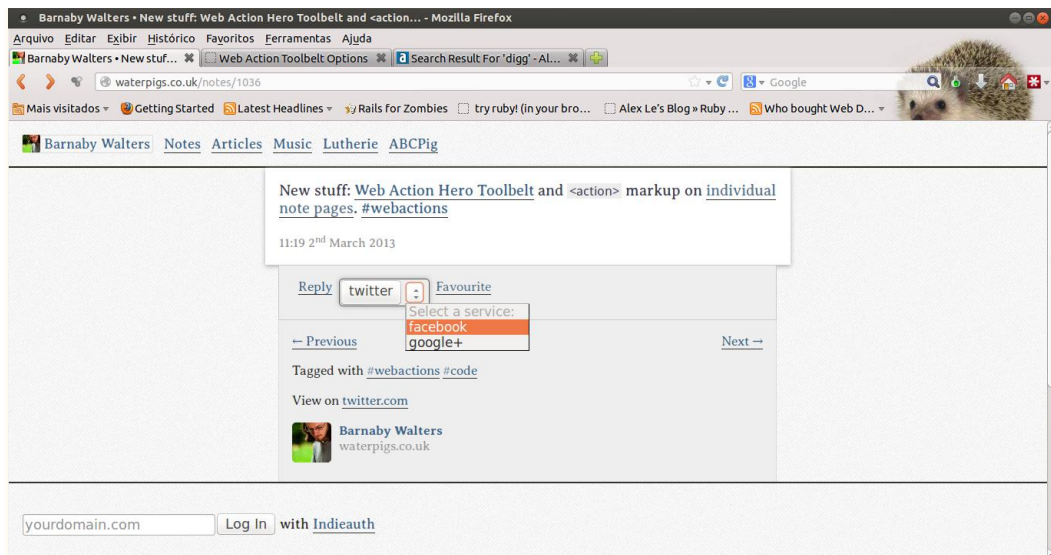 Barnaby Walters • New stuff: Web Action Hero Toolbelt and <action... - Mozilla Firefox
Arquivo Editar Exibir Histórico Favoritos Ferramentas Ajuda
Barnaby Walters • New stuf... Web Action Toolbelt Options Search Result For 'digg' - Al...
waterpigs.co.uk/notes/1036 Google
Mais visitados Getting Started Latest Headlines Rails for Zombies try ruby! (in your bro... Alex Le's Blog » Ruby ... Who bought Web D...
Barnaby Walters Notes Articles Music Lutherie ABCPig
New stuff: Web Action Hero Toolbelt and <action> markup on individual
note pages. #webactions
11:19 2nd March 2013
Reply twitter Favourite
Select a service:
facebook
google+
← Previous Next →
Tagged with #webactions #code
View on twitter.com
Barnaby Walters
waterpigs.co.uk
yourdomain.com Log In with Indieauth